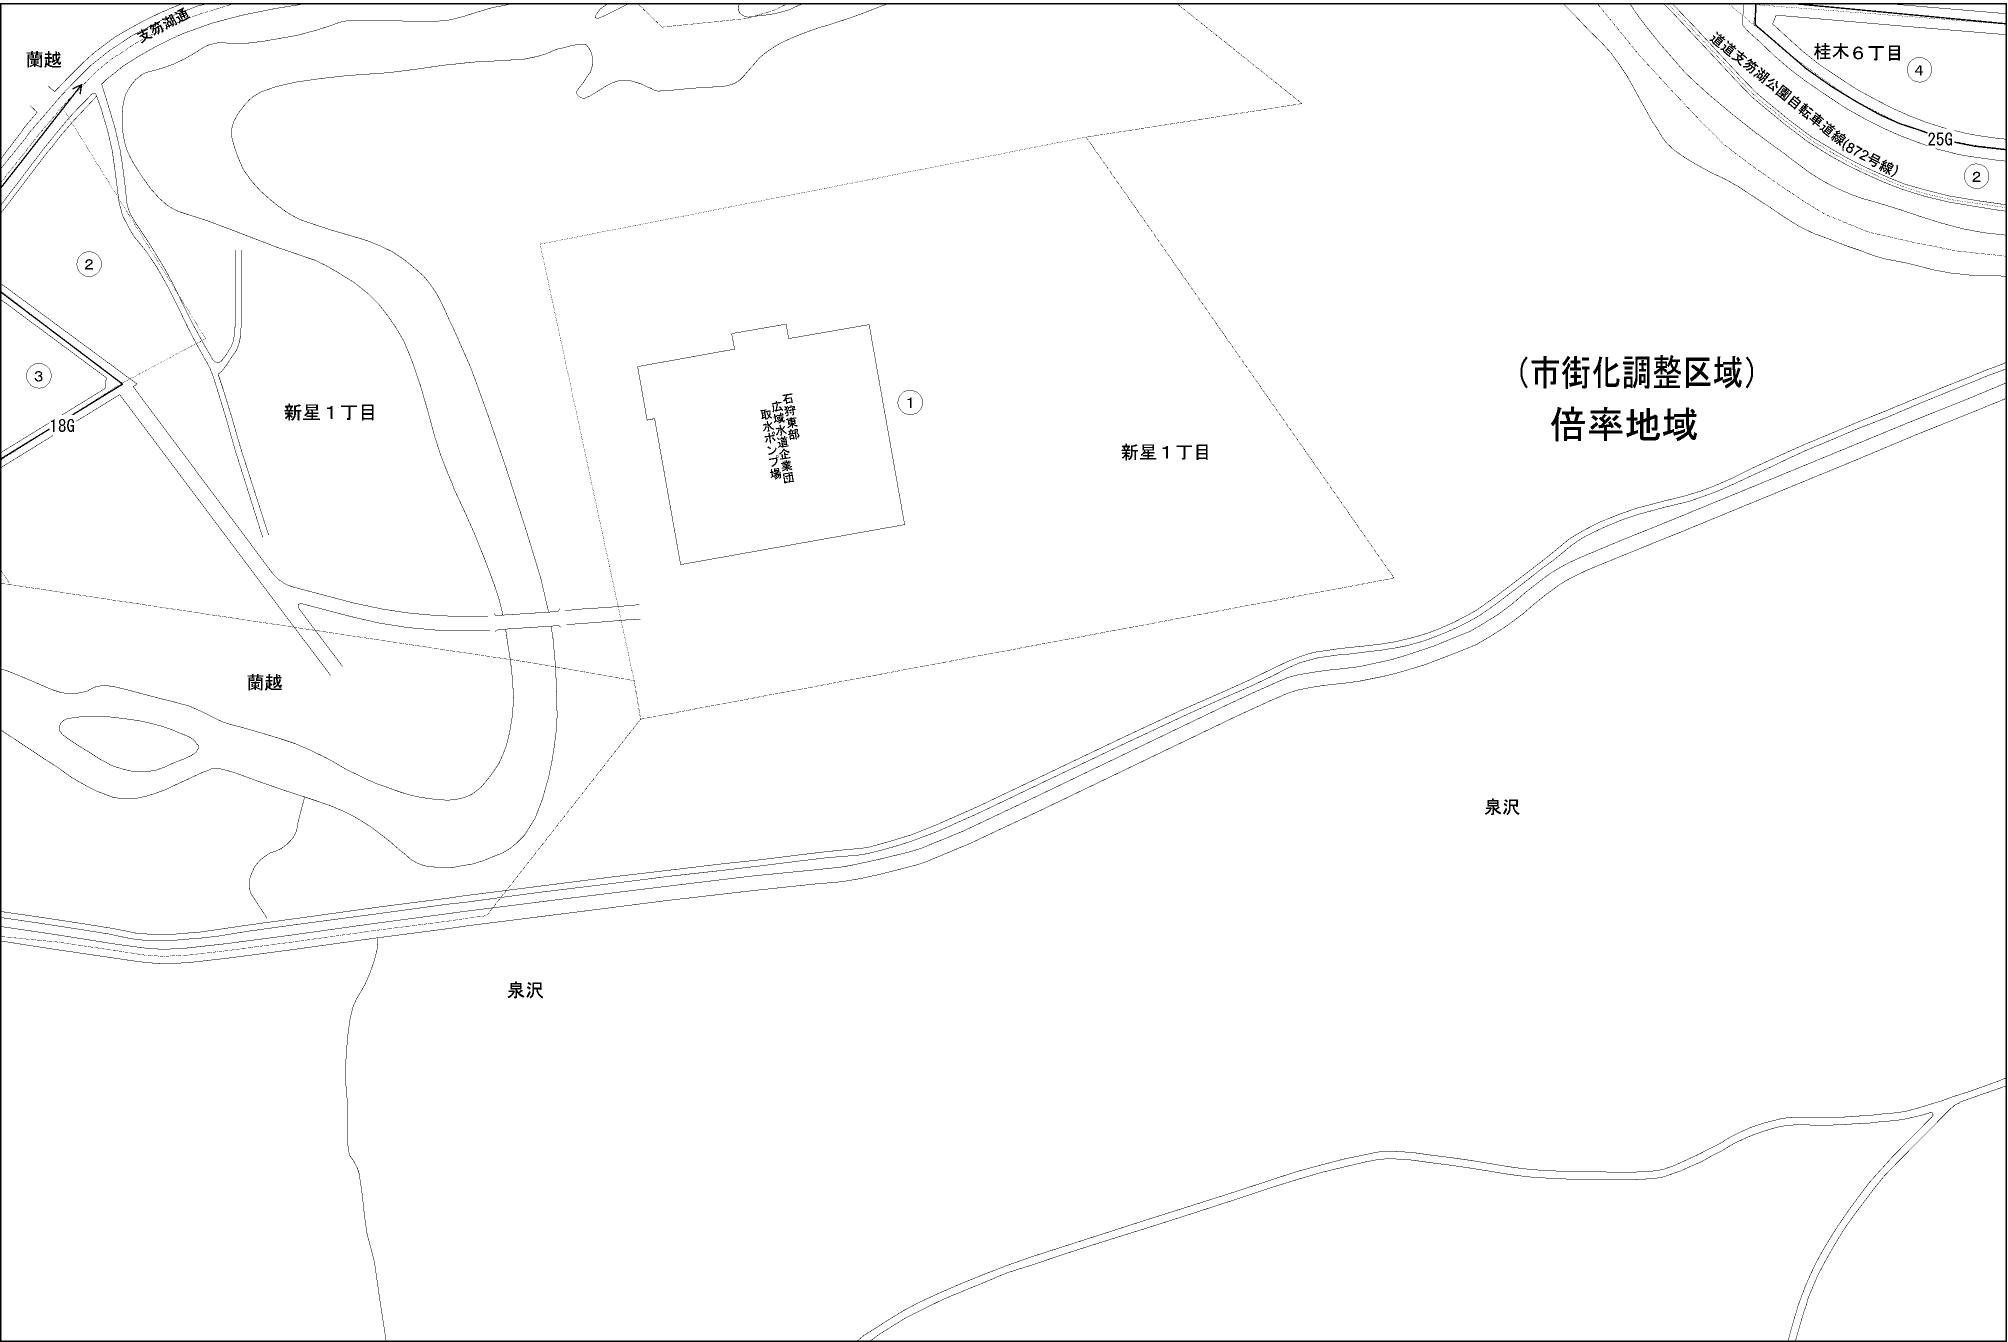 支笏湖通
蘭越
桂木６丁目
④
道道支笏湖公園自転車道線(872号線)
25G
②
②
③
18G
新星１丁目
石狩東部
広域水道企業団
取水ポンプ場
①
新星１丁目
（市街化調整区域）
倍率地域
蘭越
泉沢
泉沢